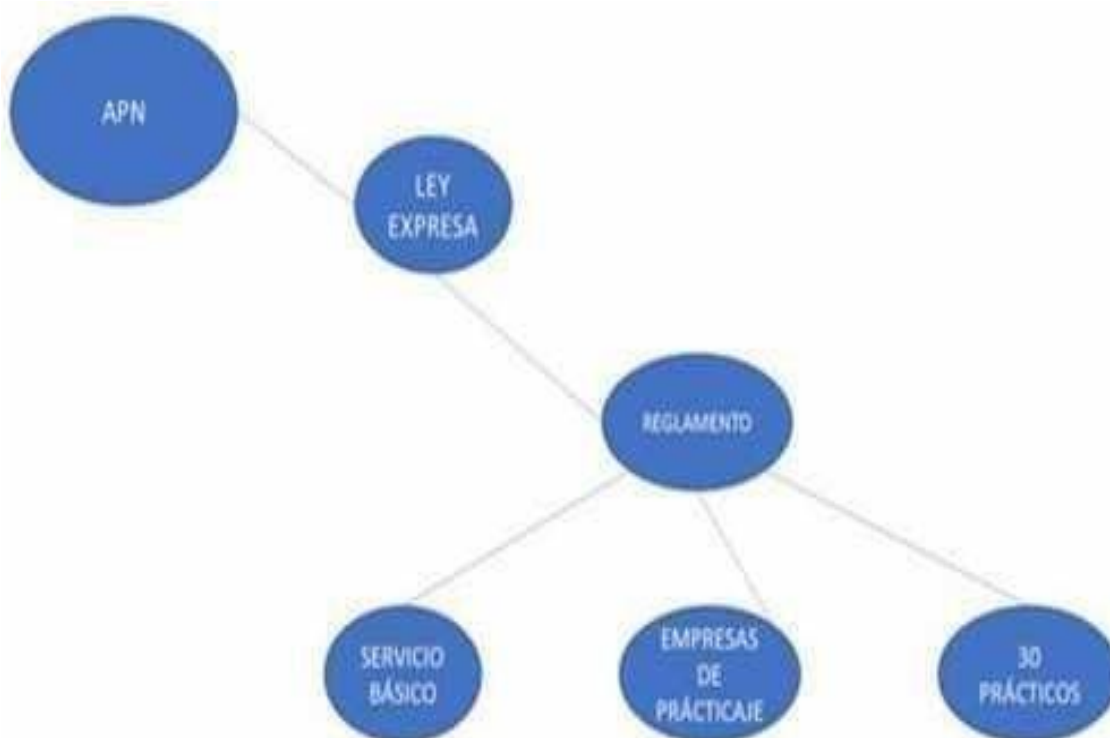 APN
LEY
EXPRESA
REGLAMENTO
SERVICIO
BÁSICO
EMPRESAS
DE
PRÁCTICAJE
30
PRÁCTICOS